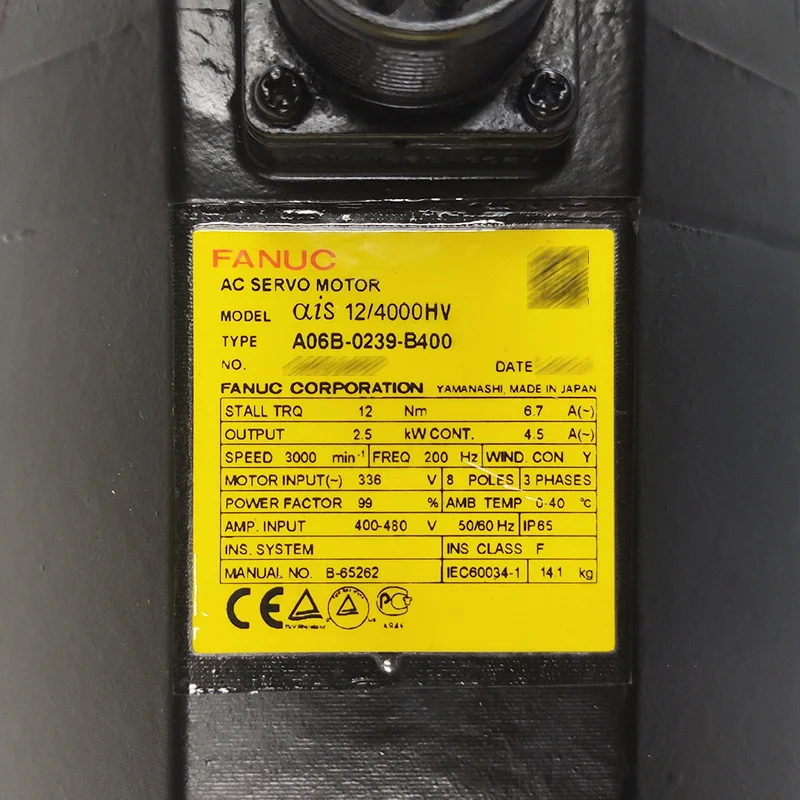 FANUC
AC SERVO MOTOR
MODEL αiS 12/4000HV
TYPE A06B-0239-B400
NO. DATE
FANUC CORPORATION YAMANASHI, MADE IN JAPAN
STALL TRQ 12 Nm 6.7 A(~)
OUTPUT 2.5 kW CONT. 4.5 A(~)
SPEED 3000 min⁻¹ FREQ 200 Hz WIND. CON. Y
MOTOR INPUT(~) 336 V 8 POLES 3 PHASES
POWER FACTOR 99 % AMB TEMP 0-40 °C
AMP. INPUT 400-480 V 50/60 Hz IP65
INS. SYSTEM INS CLASS F
MANUAL NO. B-65262 IEC60034-1 14.1 kg
CE